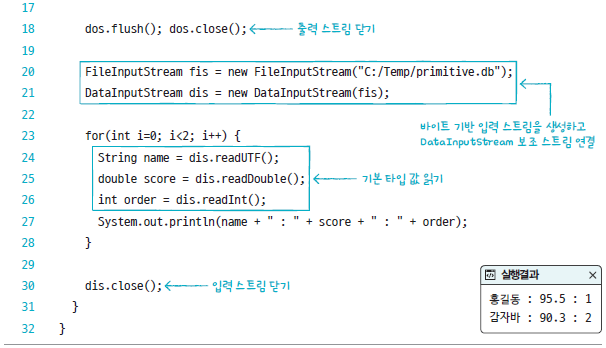 17
18 dos.flush(); dos.close(); 출력 스트림 닫기
19
20 FileInputStream fis = new FileInputStream("C:/Temp/primitive.db");
21 DataInputStream dis = new DataInputStream(fis);
22
바이트 기반 입력 스트림을 생성하고
DataInputStream 보조 스트림 연결
23 for(int i=0; i<2; i++) {
24 String name = dis.readUTF();
25 double score = dis.readDouble(); 기본 타입 값 읽기
26 int order = dis.readInt();
27 System.out.println(name + " : " + score + " : " + order);
28 }
29
30 dis.close(); 입력 스트림 닫기
31 }
32 }
실행결과 ×
홍길동 : 95.5 : 1
감자바 : 90.3 : 2